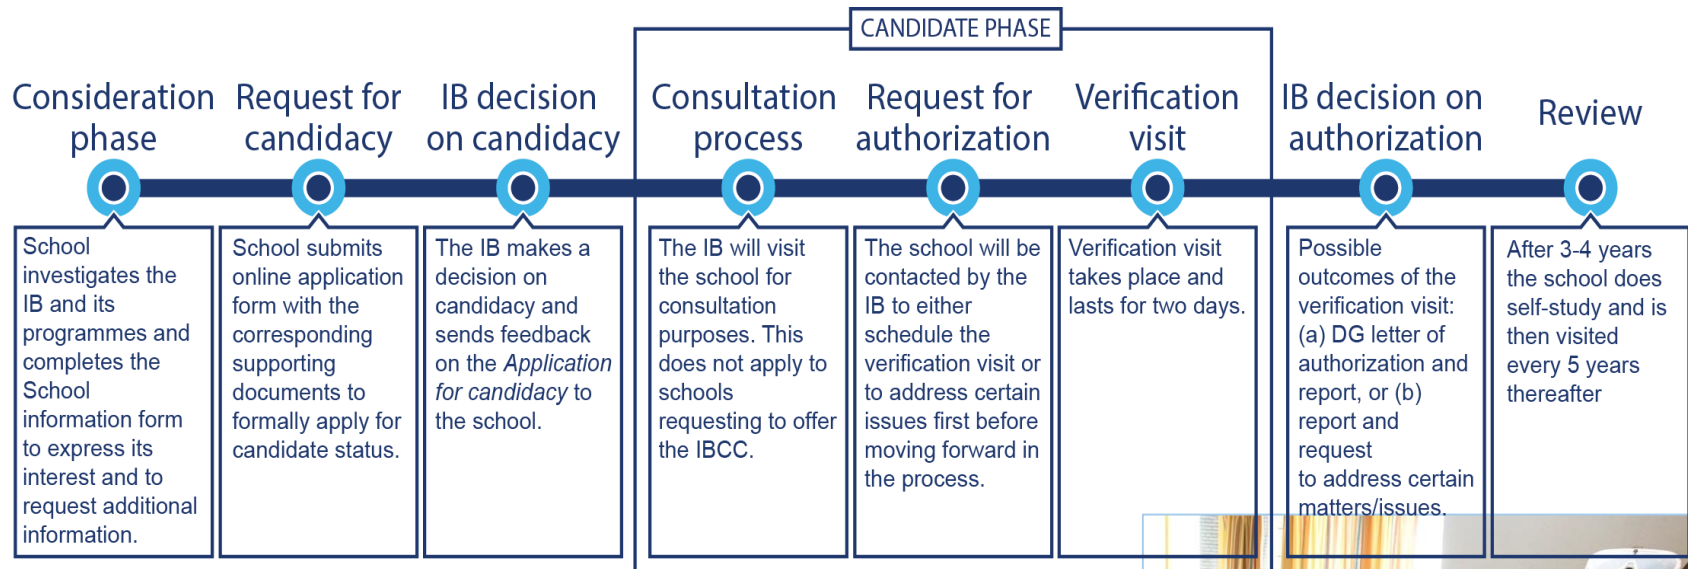 CANDIDATE PHASE
Consideration
phase
Request for
candidacy
IB decision
on candidacy
Consultation
process
Request for
authorization
Verification
visit
IB decision on
authorization
Review
School
investigates the
IB and its
programmes and
completes the
School
information form
to express its
interest and to
request additional
information.
School submits
online application
form with the
corresponding
supporting
documents to
formally apply for
candidate status.
The IB makes a
decision on
candidacy and
sends feedback
on the Application
for candidacy to
the school.
The IB will visit
the school for
consultation
purposes. This
does not apply to
schools
requesting to offer
the IBCC.
The school will be
contacted by the
IB to either
schedule the
verification visit or
to address certain
issues first before
moving forward in
the process.
Verification visit
takes place and
lasts for two days.
Possible
outcomes of the
verification visit:
(a) DG letter of
authorization and
report, or (b)
report and
request
to address certain
matters/issues.
After 3-4 years
the school does
self-study and is
then visited
every 5 years
thereafter